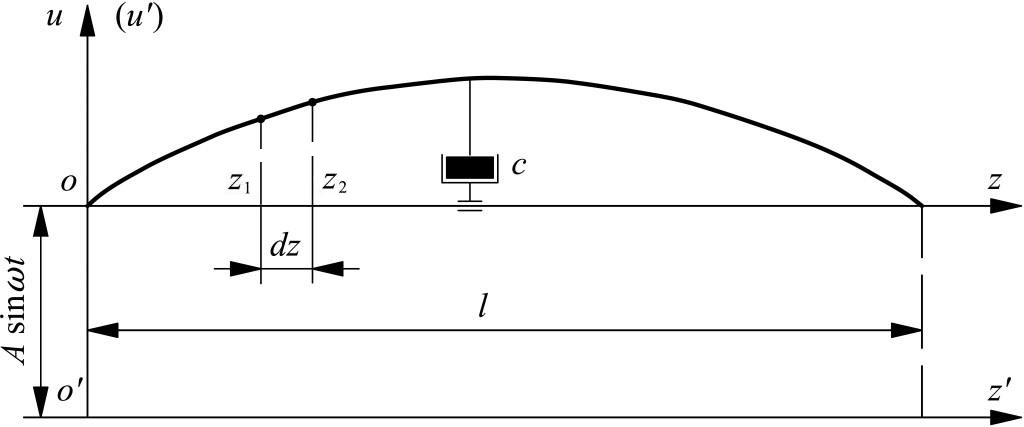 u (u')
o z₁ z₂ c z
dz
l
A sinωt
o' z'